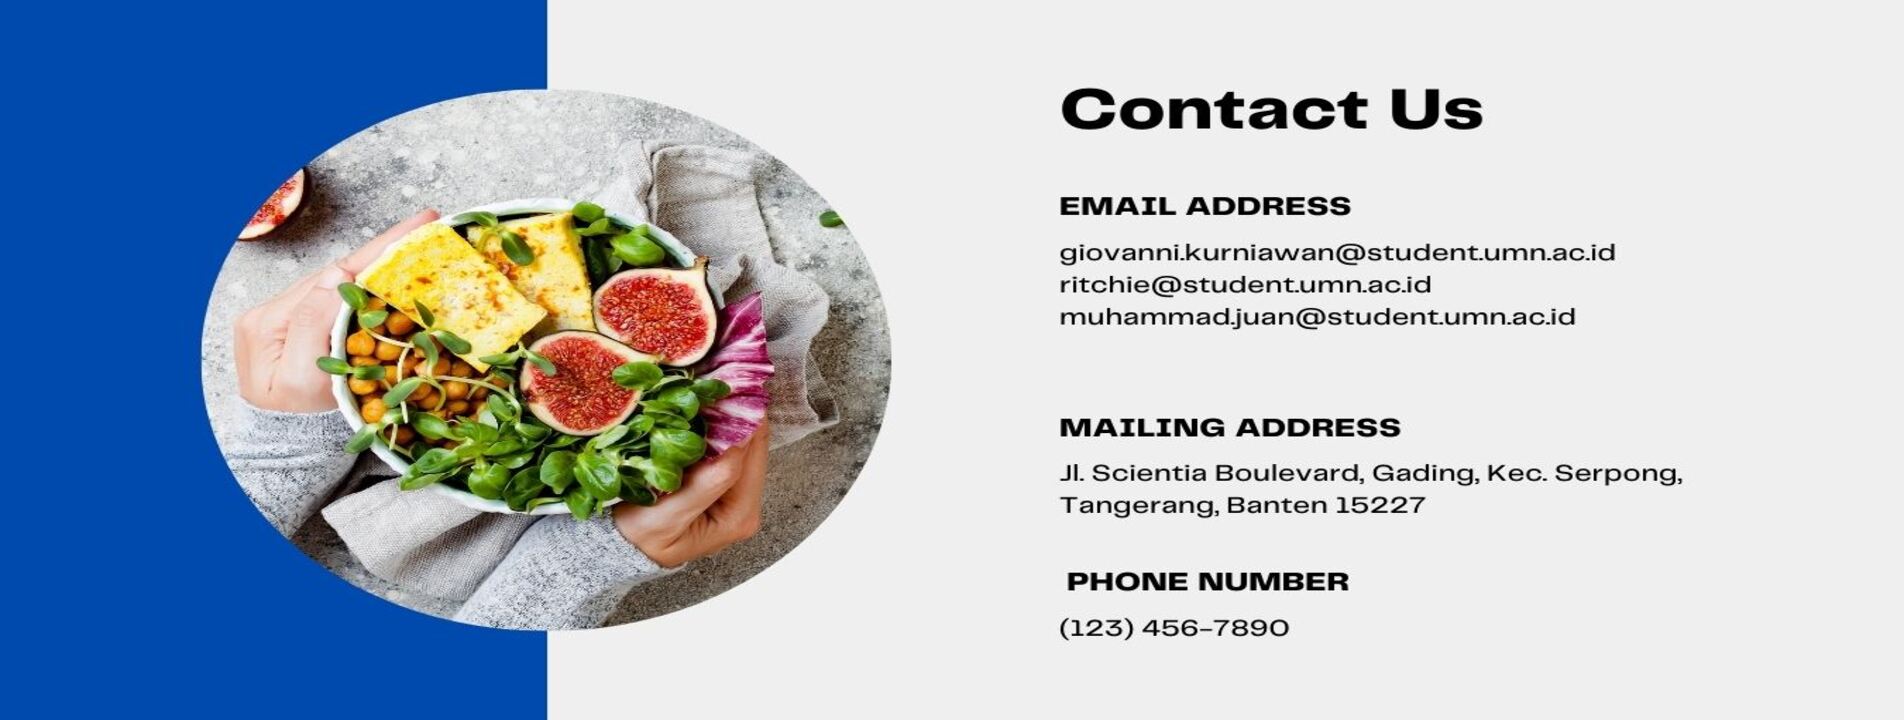 Contact Us
EMAIL ADDRESS
giovanni.kurniawan@student.umn.ac.id
ritchie@student.umn.ac.id
muhammad.juan@student.umn.ac.id
MAILING ADDRESS
Jl. Scientia Boulevard, Gading, Kec. Serpong,
Tangerang, Banten 15227
PHONE NUMBER
(123) 456-7890